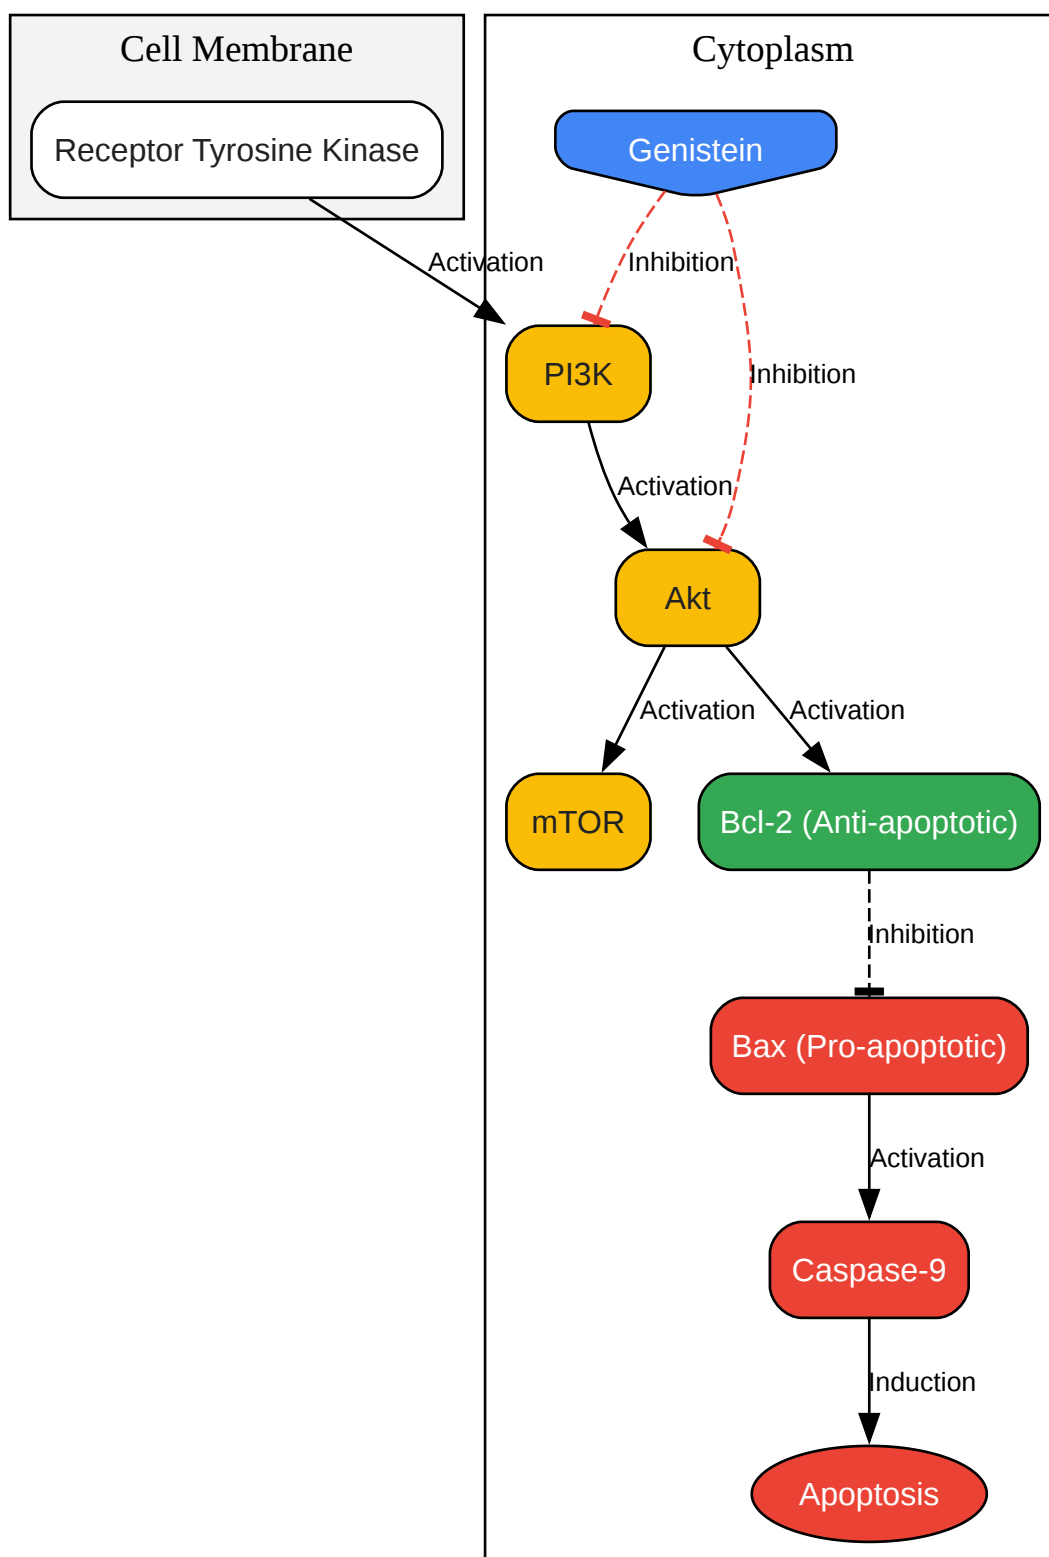 Cell Membrane
Cytoplasm
Receptor Tyrosine Kinase
Genistein
Activation
Inhibition
PI3K
Inhibition
Activation
Akt
Activation
Activation
mTOR
Bcl-2 (Anti-apoptotic)
Inhibition
Bax (Pro-apoptotic)
Activation
Caspase-9
Induction
Apoptosis